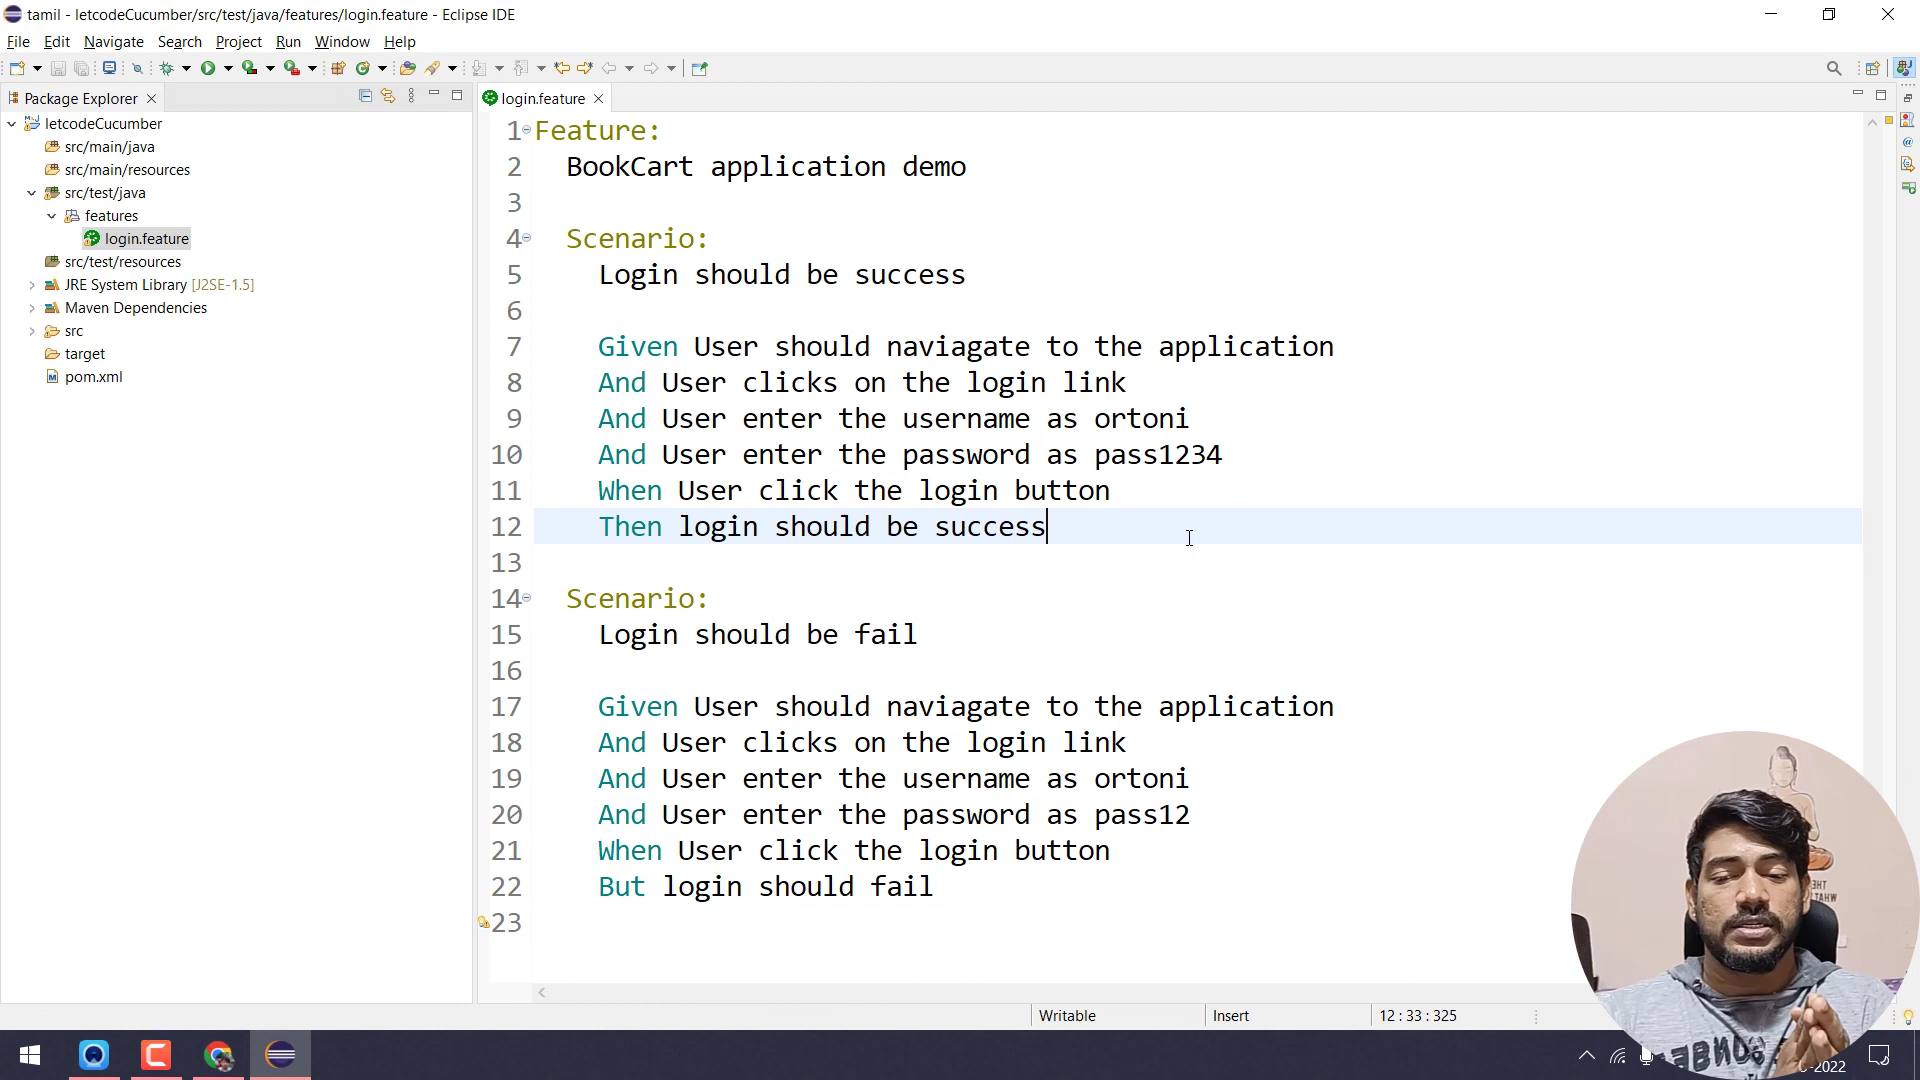 tamil - letcodeCucumber/src/test/java/features/login.feature - Eclipse IDE
File Edit Navigate Search Project Run Window Help
Package Explorer
letcodeCucumber
src/main/java
src/main/resources
src/test/java
features
login.feature
src/test/resources
JRE System Library [J2SE-1.5]
Maven Dependencies
src
target
pom.xml
login.feature
1 Feature:
2 BookCart application demo
3
4 Scenario:
5 Login should be success
6
7 Given User should naviagate to the application
8 And User clicks on the login link
9 And User enter the username as ortoni
10 And User enter the password as pass1234
11 When User click the login button
12 Then login should be success
13
14 Scenario:
15 Login should be fail
16
17 Given User should naviagate to the application
18 And User clicks on the login link
19 And User enter the username as ortoni
20 And User enter the password as pass12
21 When User click the login button
22 But login should fail
23
Writable Insert 12 : 33 : 325
-2022